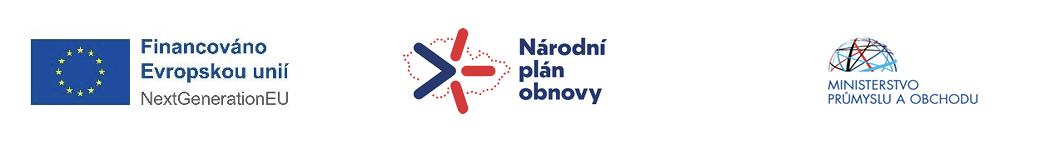 Financováno
Evropskou unií
NextGenerationEU
Národní
plán
obnovy
MINISTERSTVO
PRŮMYSLU A OBCHODU